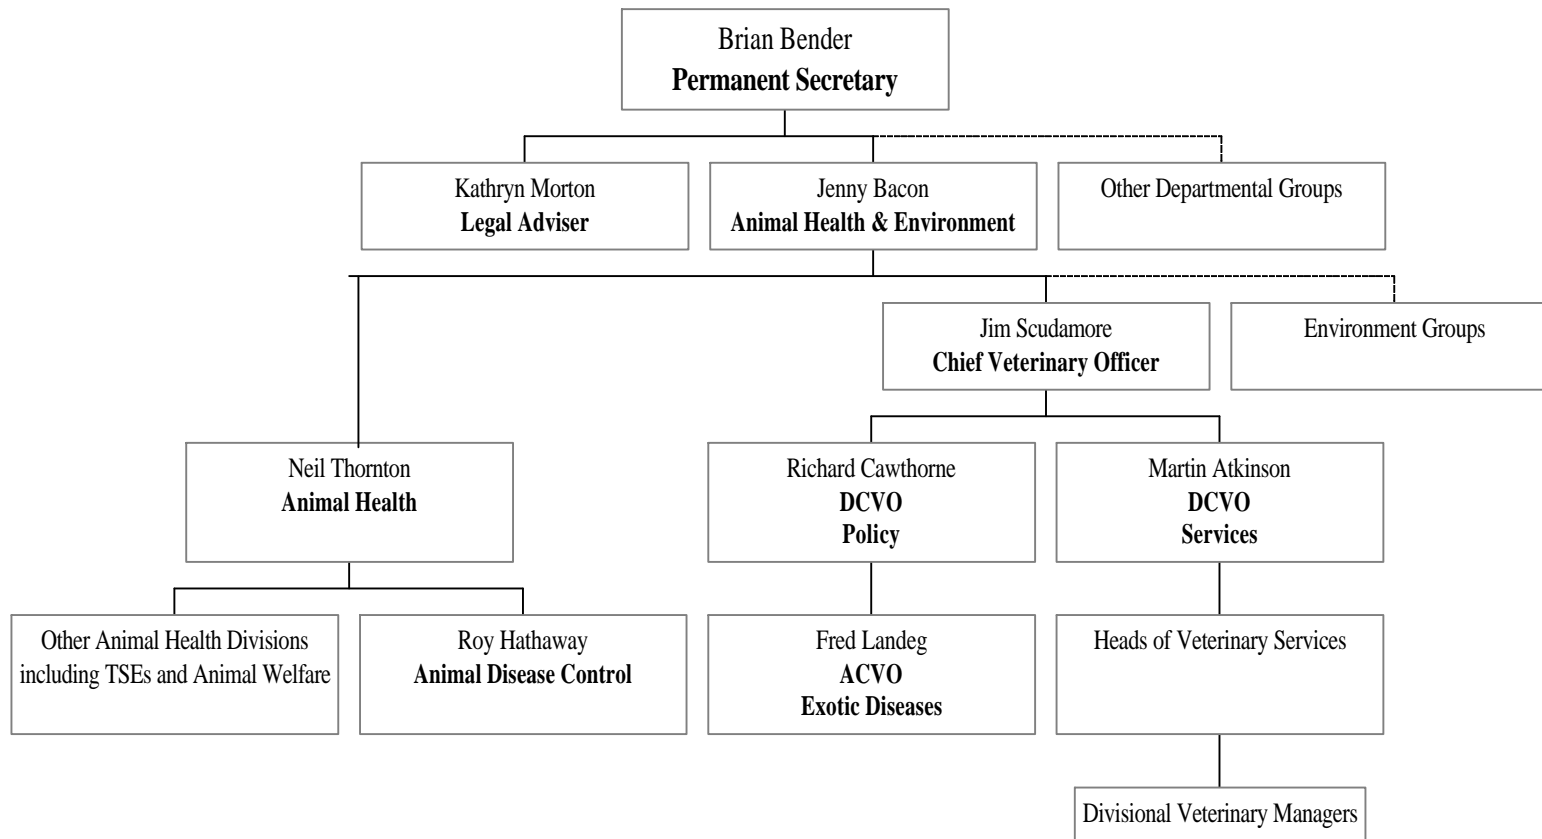 Brian Bender
Permanent Secretary
Kathryn Morton
Legal Adviser
Jenny Bacon
Animal Health & Environment
Other Departmental Groups
Jim Scudamore
Chief Veterinary Officer
Environment Groups
Neil Thornton
Animal Health
Richard Cawthorne
DCVO
Policy
Martin Atkinson
DCVO
Services
Other Animal Health Divisions
including TSEs and Animal Welfare
Roy Hathaway
Animal Disease Control
Fred Landeg
ACVO
Exotic Diseases
Heads of Veterinary Services
Divisional Veterinary Managers